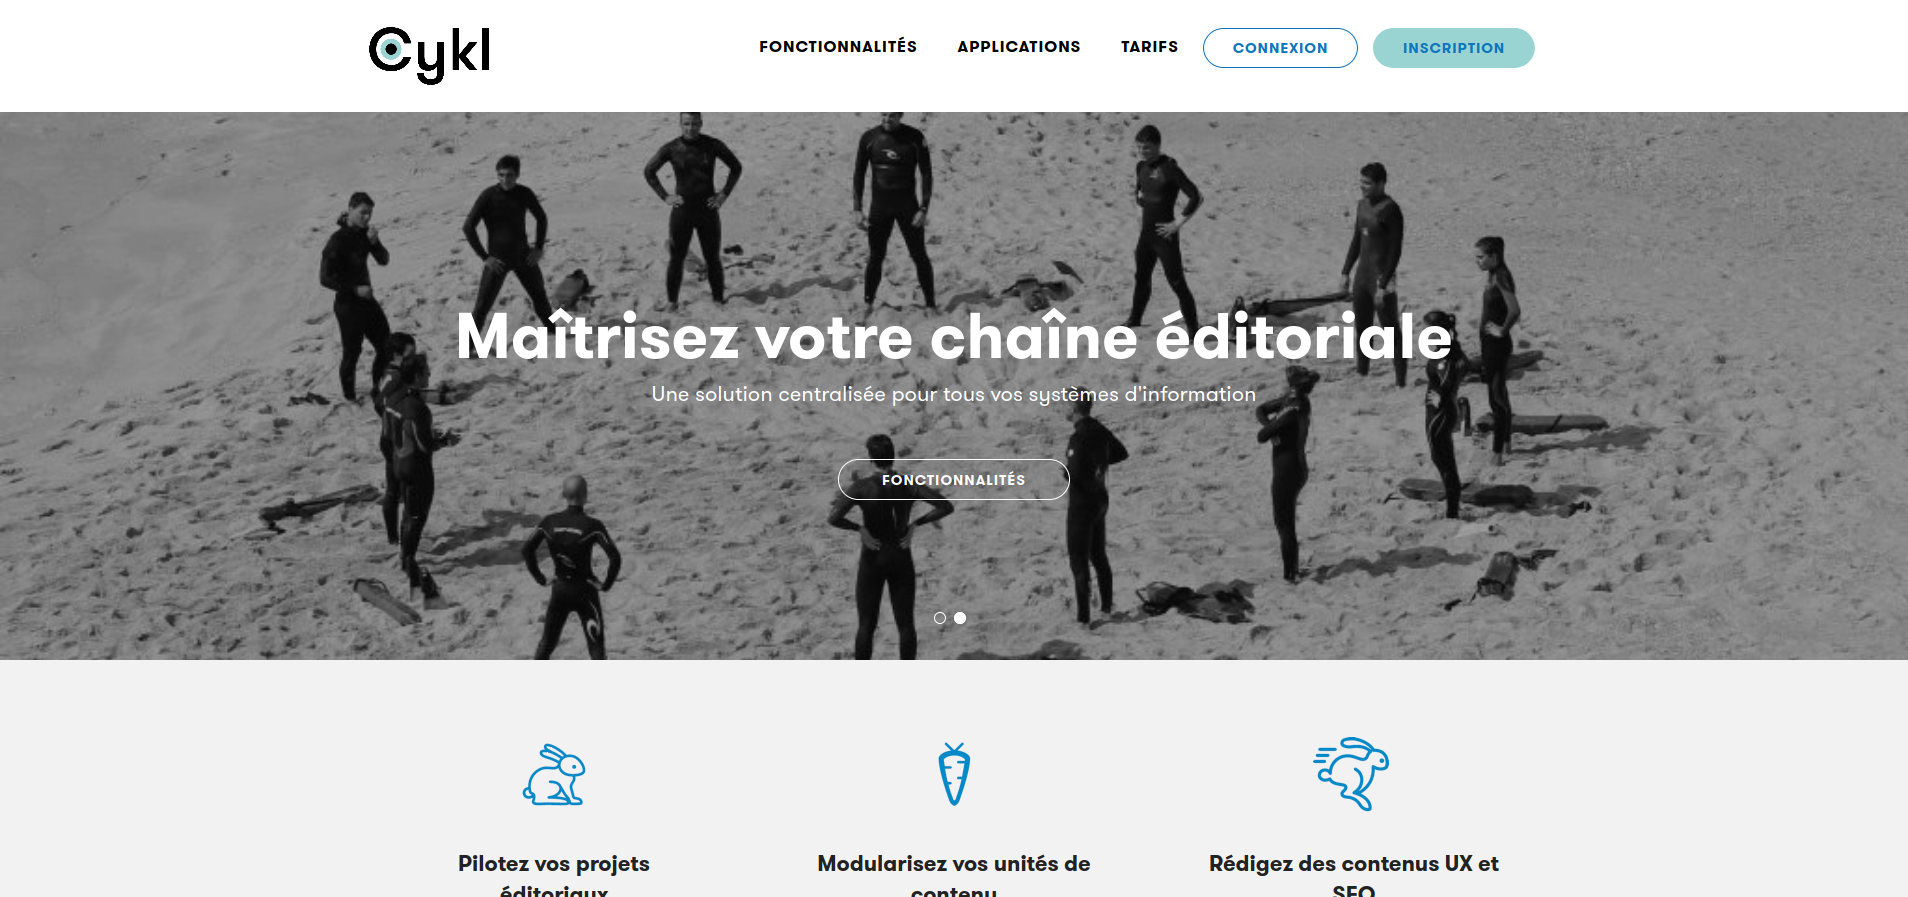 Cykl
FONCTIONNALITÉS APPLICATIONS TARIFS CONNEXION INSCRIPTION
Maîtrisez votre chaîne éditoriale
Une solution centralisée pour tous vos systèmes d'information
FONCTIONNALITÉS
Pilotez vos projets
éditoriaux
Modularisez vos unités de
contenu
Rédigez des contenus UX et
SEO